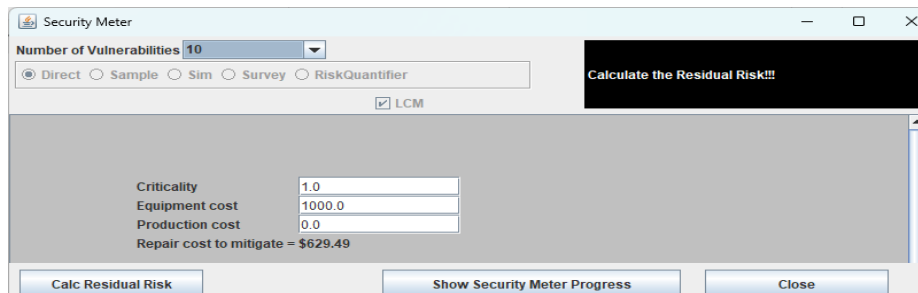 Security Meter
Number of Vulnerabilities 10
Direct Sample Sim Survey RiskQuantifier
Calculate the Residual Risk!!!
LCM
Criticality 1.0
Equipment cost 1000.0
Production cost 0.0
Repair cost to mitigate = $629.49
Calc Residual Risk Show Security Meter Progress Close